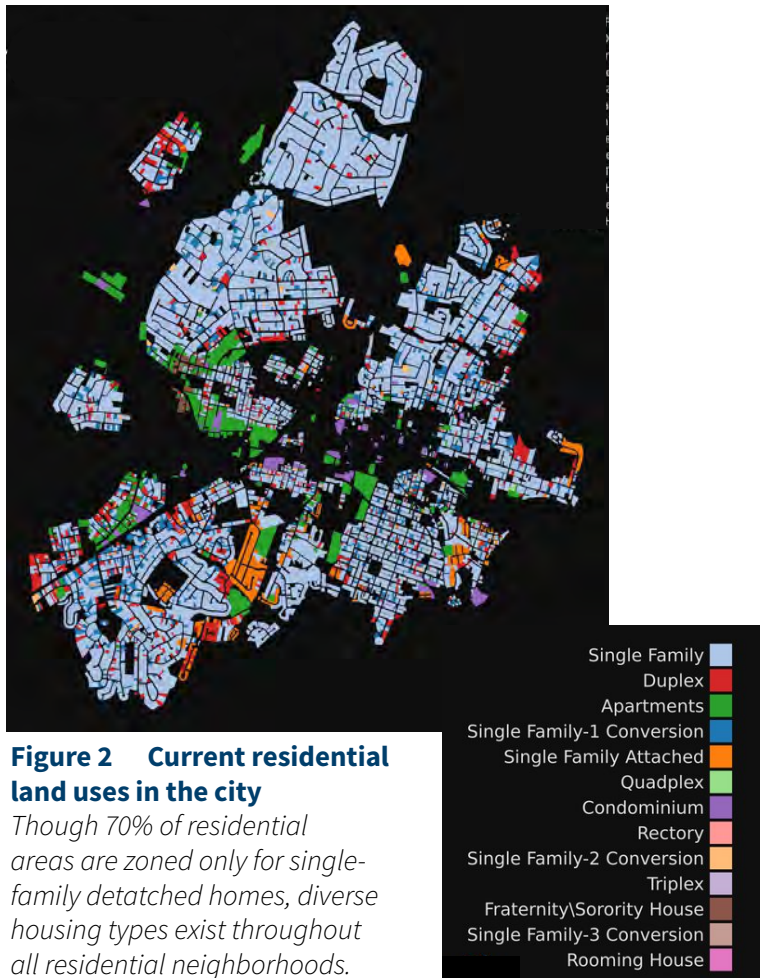 Single Family
Duplex
Apartments
Single Family-1 Conversion
Single Family Attached
Quadplex
Condominium
Rectory
Single Family-2 Conversion
Triplex
Fraternity\Sorority House
Single Family-3 Conversion
Rooming House
Figure 2 Current residential
land uses in the city
Though 70% of residential
areas are zoned only for single-
family detatched homes, diverse
housing types exist throughout
all residential neighborhoods.